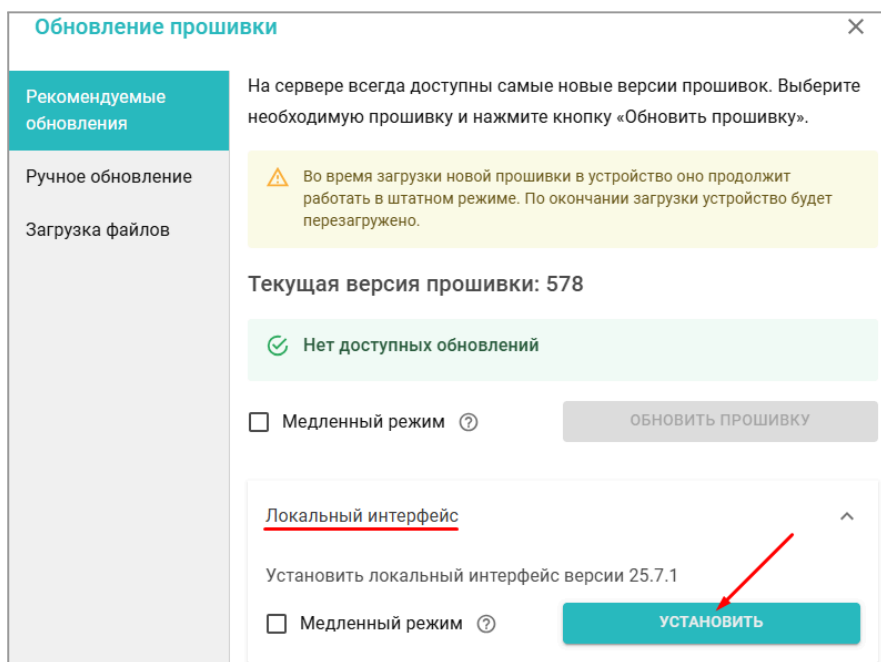 Обновление прошивки
Рекомендуемые
обновления
Ручное обновление
Загрузка файлов
На сервере всегда доступны самые новые версии прошивок. Выберите
необходимую прошивку и нажмите кнопку «Обновить прошивку».
Во время загрузки новой прошивки в устройство оно продолжит
работать в штатном режиме. По окончании загрузки устройство будет
перезагружено.
Текущая версия прошивки: 578
Нет доступных обновлений
Медленный режим
ОБНОВИТЬ ПРОШИВКУ
Локальный интерфейс
Установить локальный интерфейс версии 25.7.1
Медленный режим
УСТАНОВИТЬ